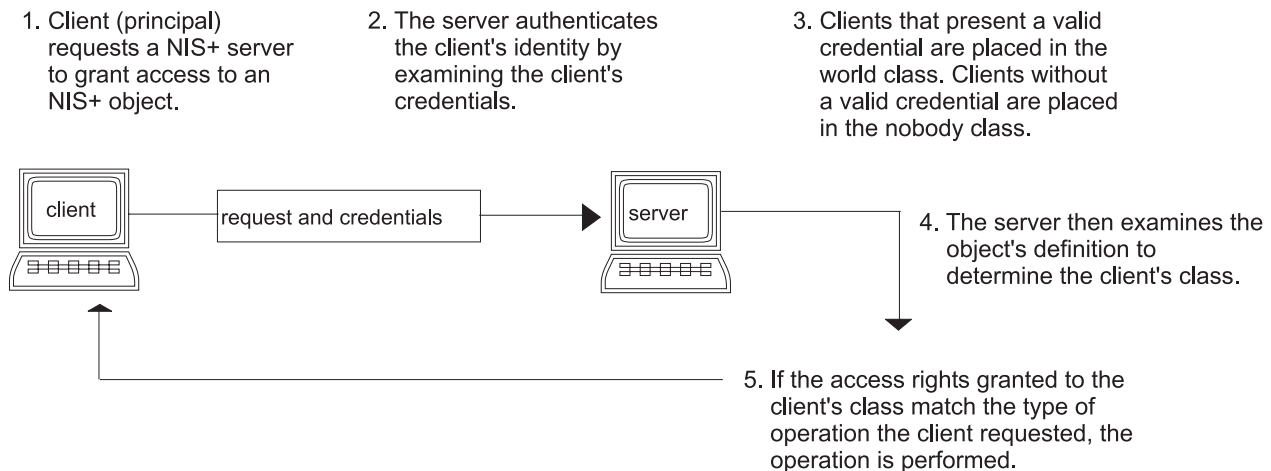 1. Client (principal)
requests a NIS+ server
to grant access to an
NIS+ object.
2. The server authenticates
the client's identity by
examining the client's
credentials.
3. Clients that present a valid
credential are placed in the
world class. Clients without
a valid credential are placed
in the nobody class.
client
request and credentials
server
4. The server then examines the
object's definition to
determine the client's class.
5. If the access rights granted to the
client's class match the type of
operation the client requested, the
operation is performed.